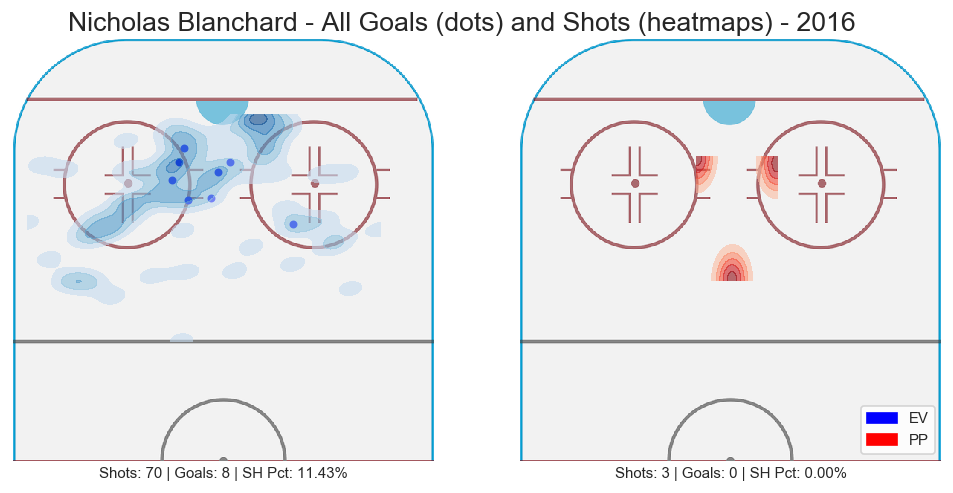 Nicholas Blanchard - All Goals (dots) and Shots (heatmaps) - 2016
EV
PP
Shots: 70 | Goals: 8 | SH Pct: 11.43%
Shots: 3 | Goals: 0 | SH Pct: 0.00%